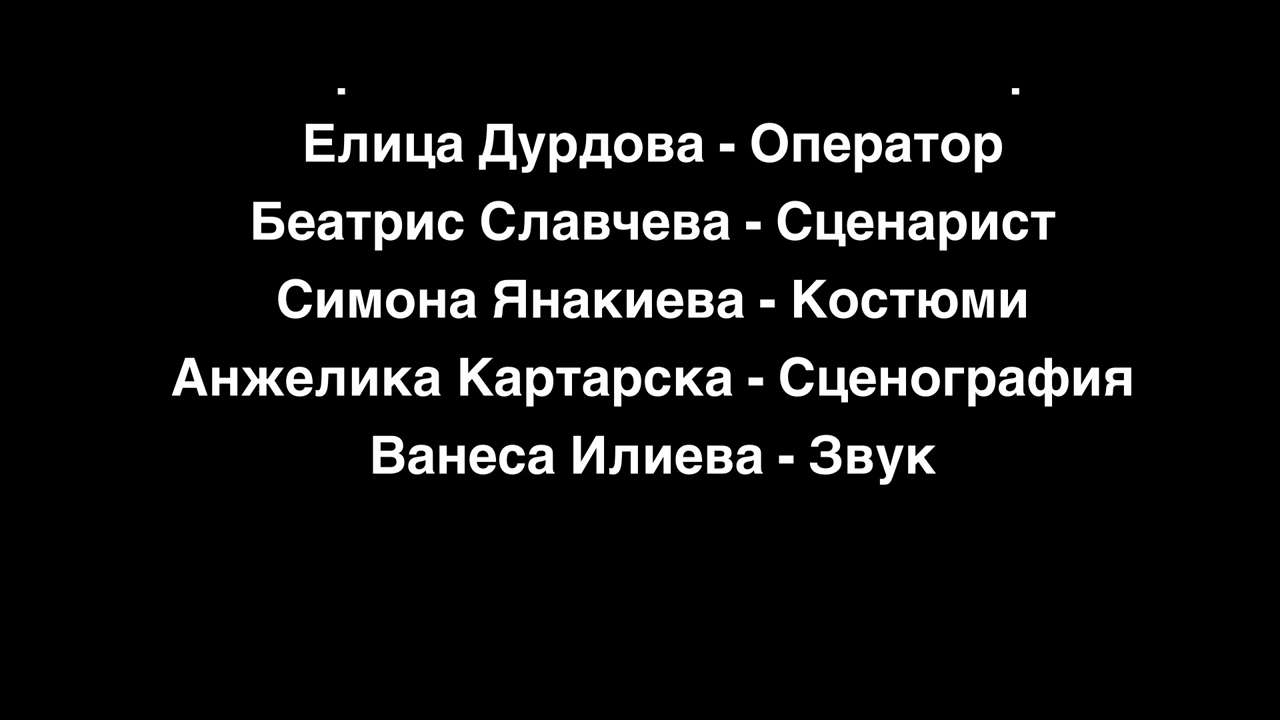 Елица Дурдова - Оператор
Беатрис Славчева - Сценарист
Симона Янакиева - Костюми
Анжелика Картарска - Сценография
Ванеса Илиева - Звук